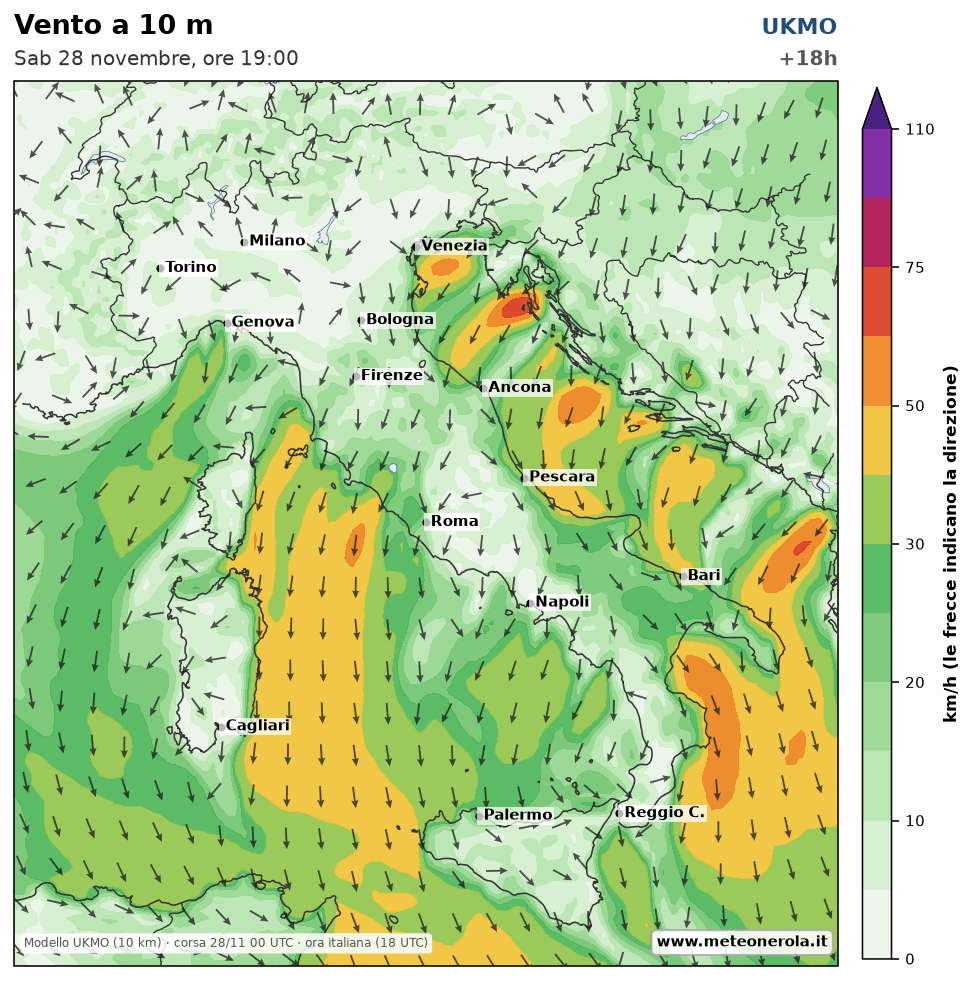 Vento a 10 m
UKMO
Sab 28 novembre, ore 19:00
+18h
110
75
50
30
20
10
0
km/h (le frecce indicano la direzione)
Venezia
Milano
Torino
Genova
Bologna
Firenze
Ancona
Pescara
Roma
Bari
Napoli
Cagliari
Palermo
Reggio C.
Modello UKMO (10 km) · corsa 28/11 00 UTC · ora italiana (18 UTC)
www.meteonerola.it